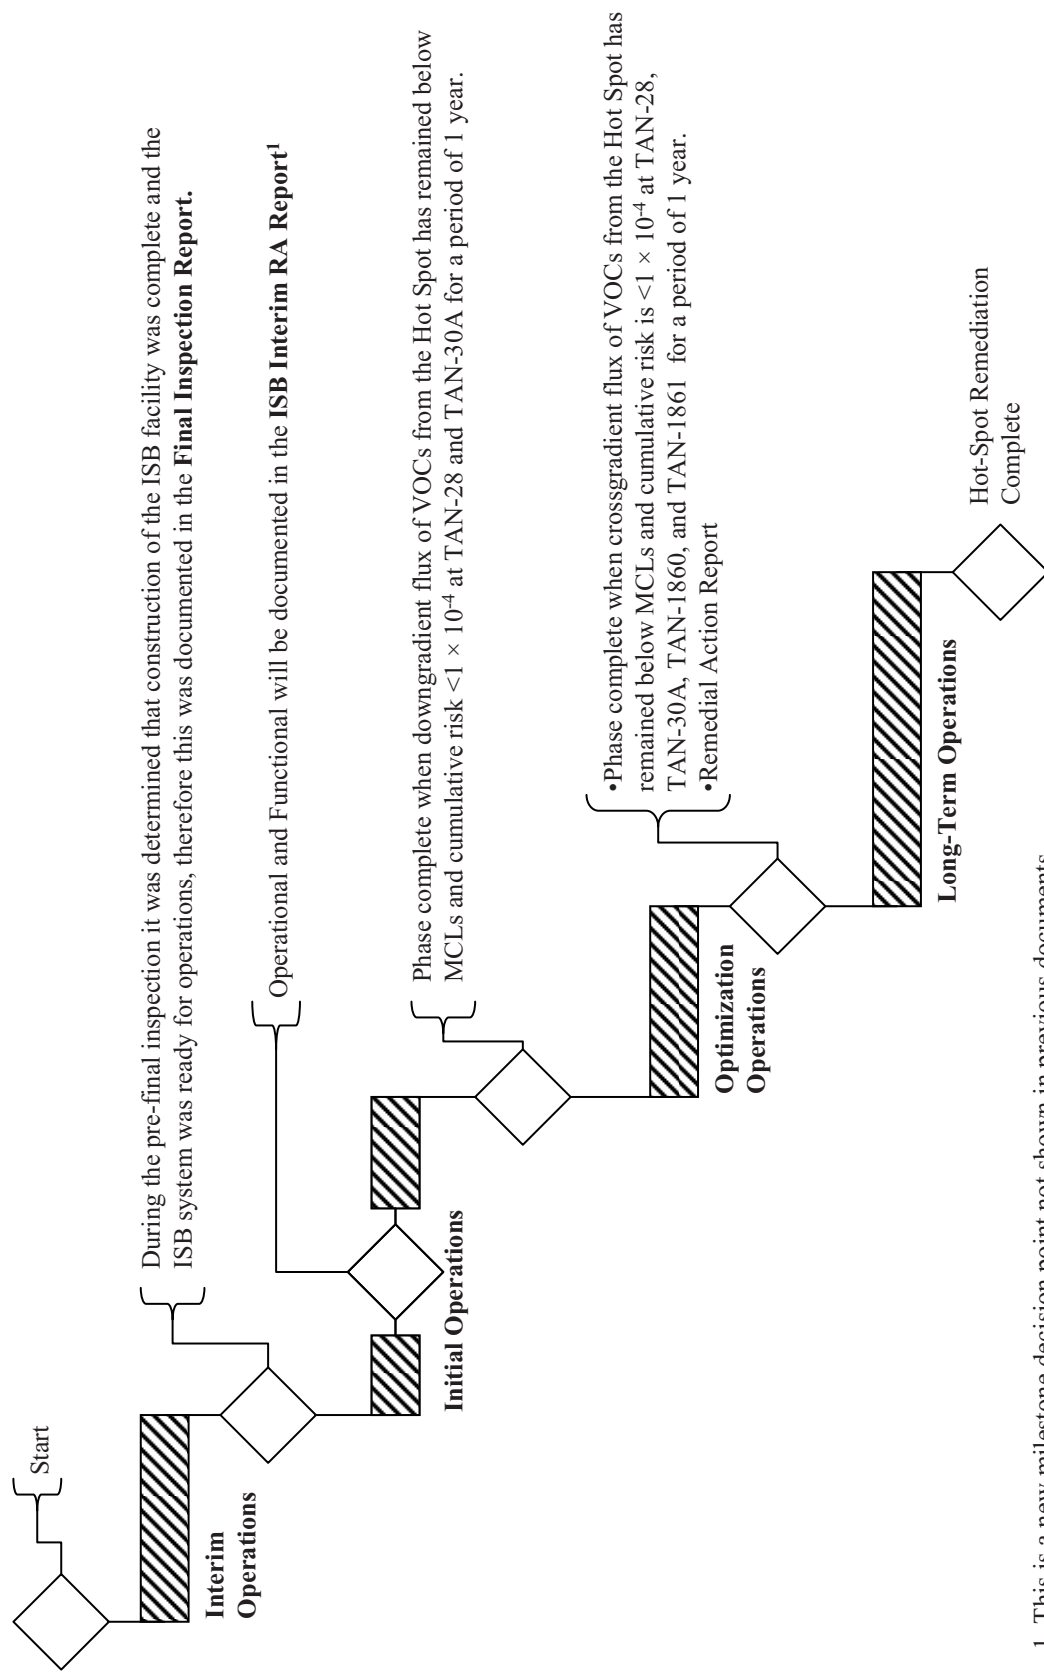 Start
During the pre-final inspection it was determined that construction of the ISB facility was complete and the
ISB system was ready for operations, therefore this was documented in the Final Inspection Report.
Interim
Operations
Operational and Functional will be documented in the ISB Interim RA Report¹
Initial Operations
Phase complete when downgradient flux of VOCs from the Hot Spot has remained below
MCLs and cumulative risk <1 × 10⁻⁴ at TAN-28 and TAN-30A for a period of 1 year.
•Phase complete when crossgradient flux of VOCs from the Hot Spot has
remained below MCLs and cumulative risk is <1 × 10⁻⁴ at TAN-28,
TAN-30A, TAN-1860, and TAN-1861 for a period of 1 year.
•Remedial Action Report
Optimization
Operations
Long-Term Operations
Hot-Spot Remediation
Complete
1. This is a new milestone decision point not shown in previous documents